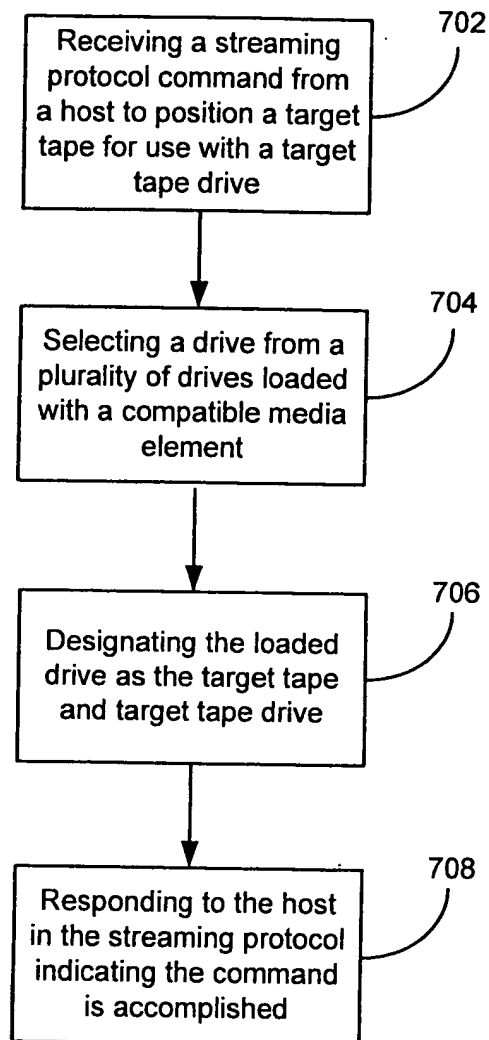 702
Receiving a streaming
protocol command from
a host to position a target
tape for use with a target
tape drive
704
Selecting a drive from a
plurality of drives loaded
with a compatible media
element
706
Designating the loaded
drive as the target tape
and target tape drive
708
Responding to the host
in the streaming protocol
indicating the command
is accomplished